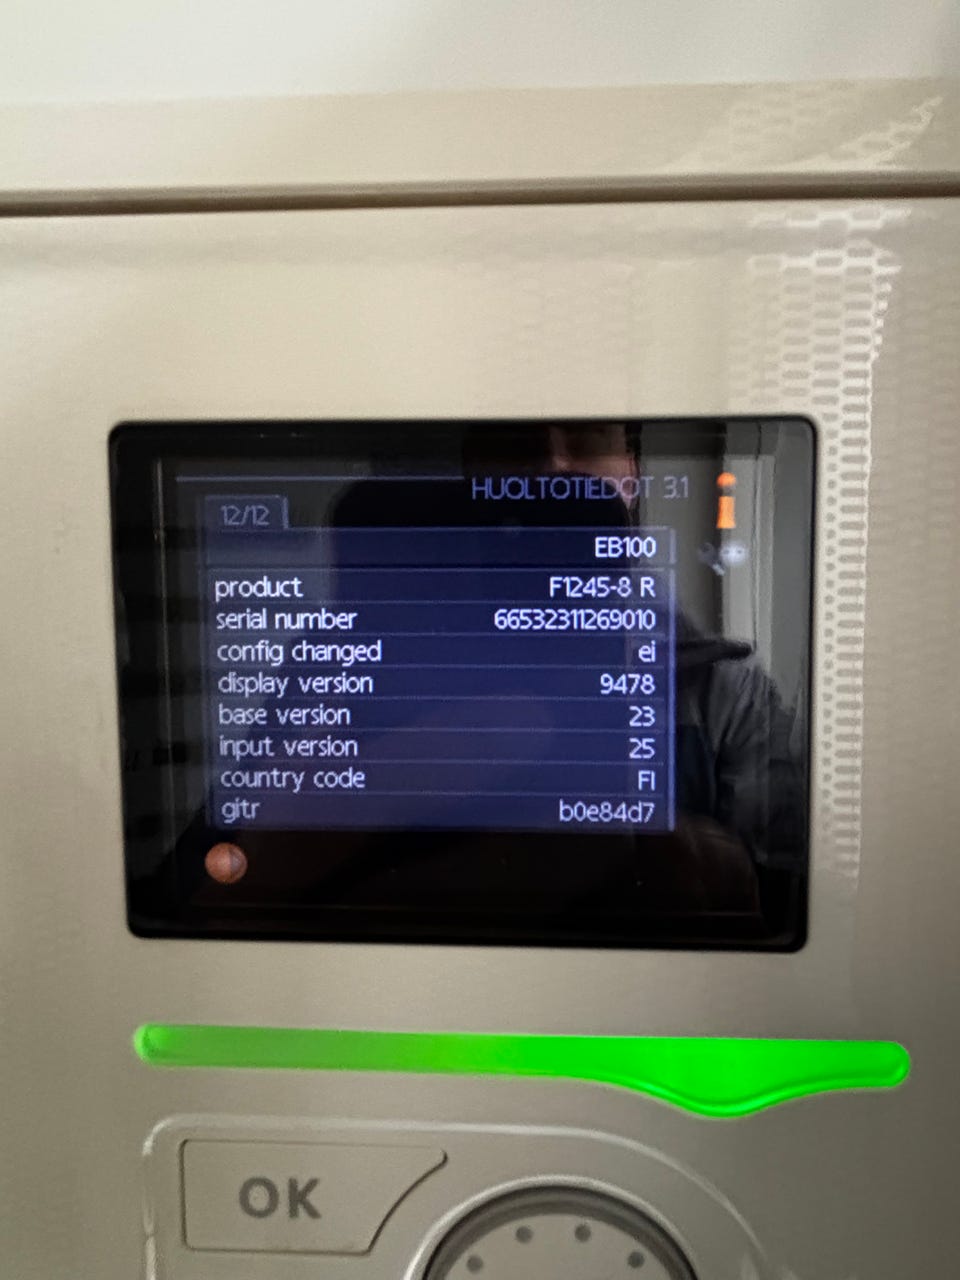 HUOLTOTIEDOT 3.1
12/12
EB100
product F1245-8 R
serial number 66532311269010
config changed ei
display version 9478
base version 23
input version 25
country code FI
gitr b0e84d7
OK